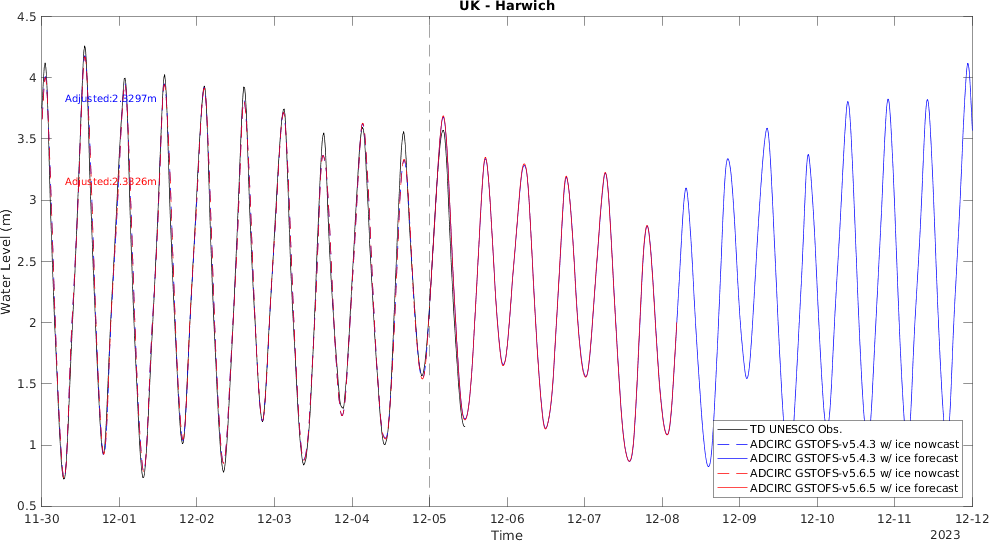 UK - Harwich
4.5
4
3.5
3
2.5
2
1.5
1
0.5
Water Level (m)
Adjusted:2.3297m
Adjusted:2.3326m
TD UNESCO Obs.
ADCIRC GSTOFS-v5.4.3 w/ ice nowcast
ADCIRC GSTOFS-v5.4.3 w/ ice forecast
ADCIRC GSTOFS-v5.6.5 w/ ice nowcast
ADCIRC GSTOFS-v5.6.5 w/ ice forecast
11-30 12-01 12-02 12-03 12-04 12-05 12-06 12-07 12-08 12-09 12-10 12-11 12-12
Time
2023